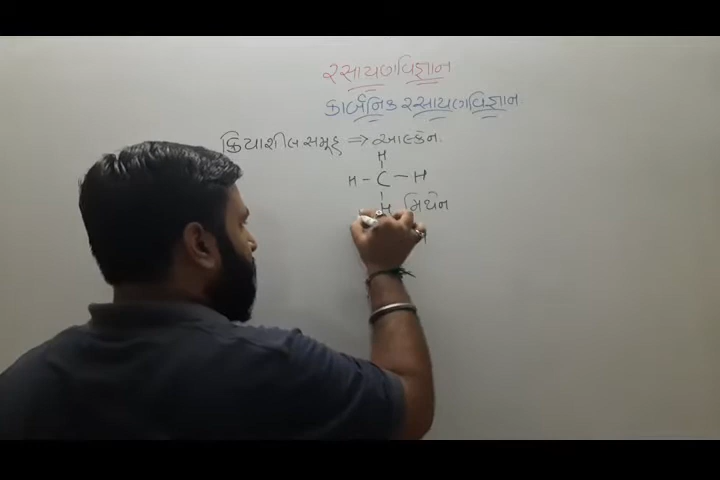 રસાયણવિજ્ઞાન
કાર્બનિક રસાયણવિજ્ઞાન
ક્રિયાશીલ સમૂહ ⇒ આલ્કેન.
H
H – C – H
H મિથેન